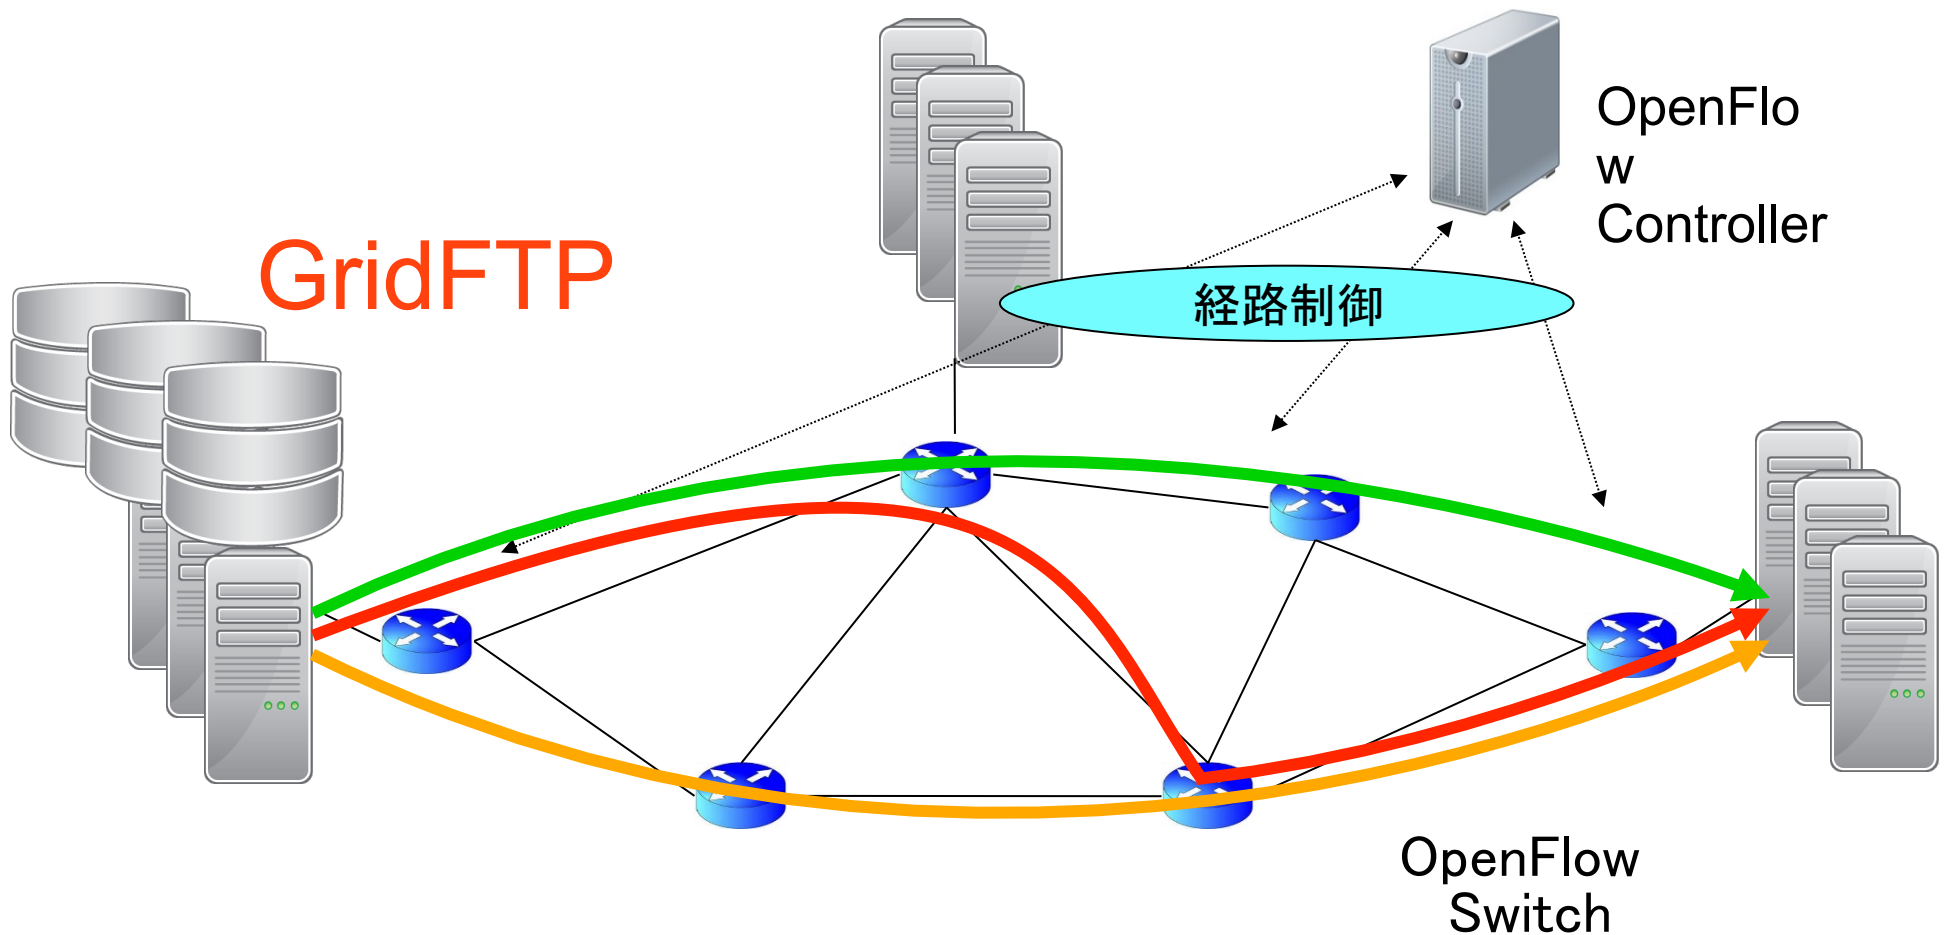 OpenFlo
w
Controller
GridFTP
経路制御
OpenFlow
Switch